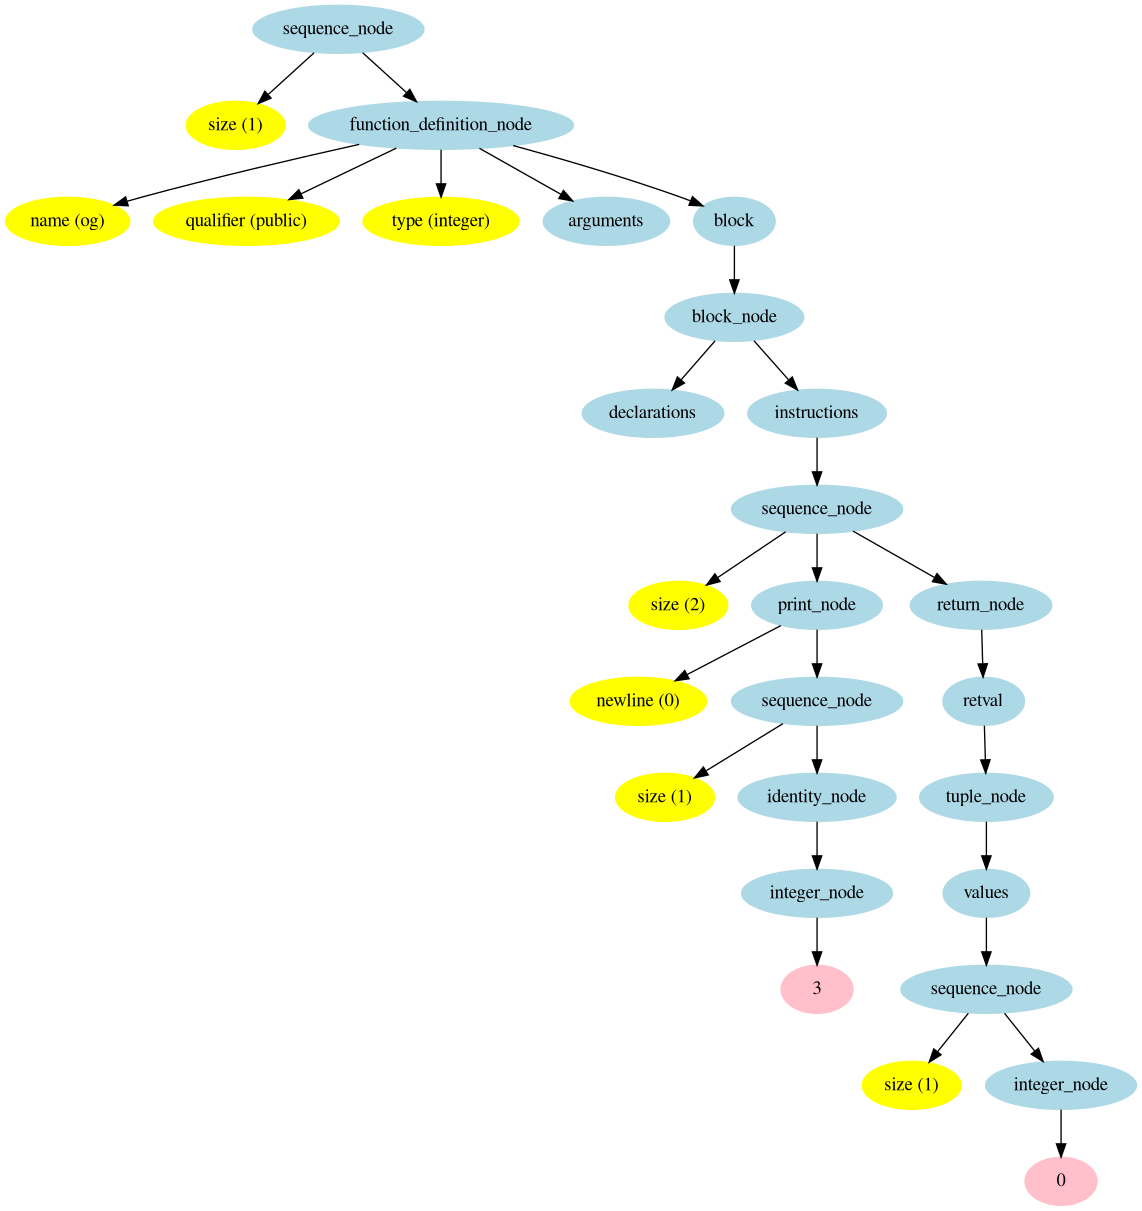 sequence_node
size (1)
function_definition_node
name (og)
qualifier (public)
type (integer)
arguments
block
block_node
declarations
instructions
sequence_node
size (2)
print_node
return_node
newline (0)
sequence_node
retval
size (1)
identity_node
tuple_node
integer_node
values
3
sequence_node
size (1)
integer_node
0